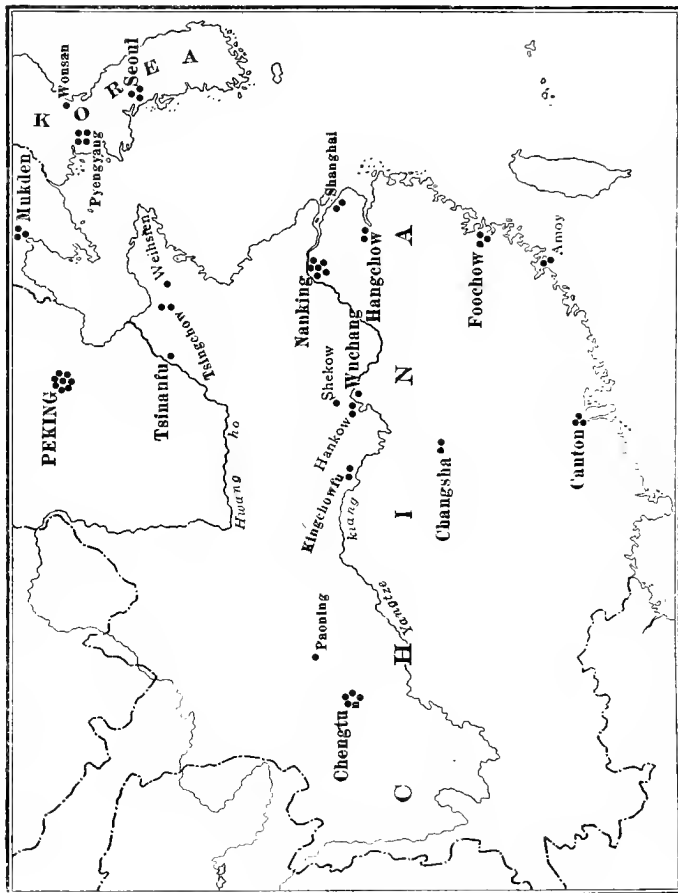 KOREA
Wonsan
Seoul
Pyengyang
Mukden
PEKING
Weihsien
Tsingchow
Tsinanfu
Hwang ho
Shanghai
Nanking
Hangchow
Shekow
Wuchang
Hankow
Kingchowfu
Yangtze kiang
CHINA
Foochow
Amoy
Changsha
Canton
Paoning
Chengtu